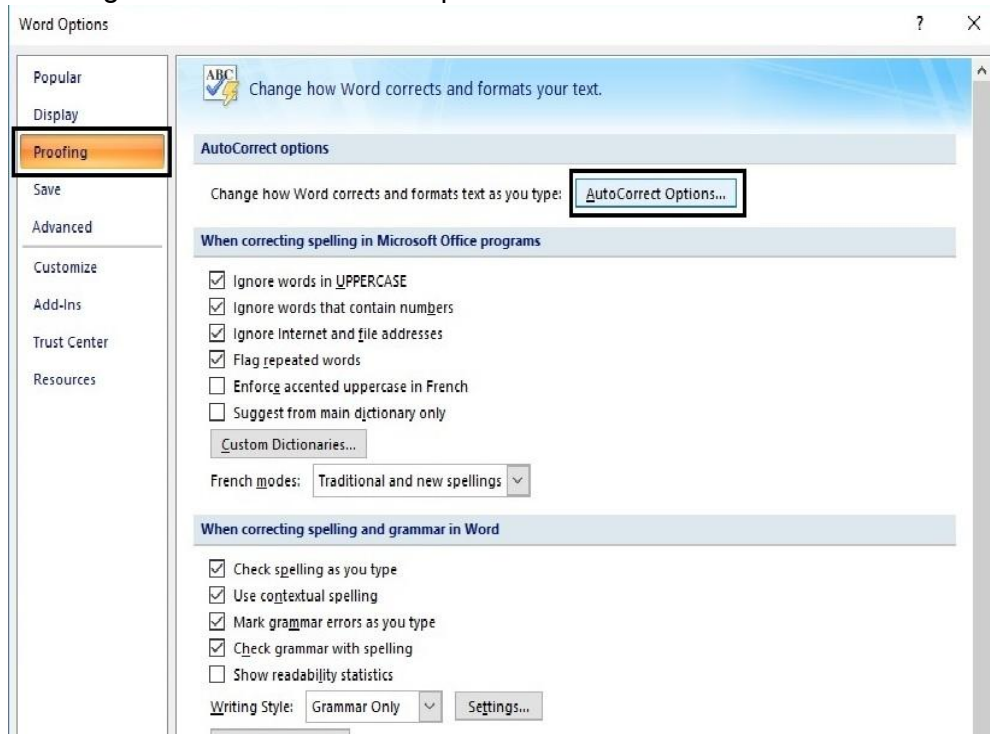 Word Options
?
Popular
Display
Proofing
Save
Advanced
Customize
Add-Ins
Trust Center
Resources
ABC
Change how Word corrects and formats your text.
AutoCorrect options
Change how Word corrects and formats text as you type: AutoCorrect Options...
When correcting spelling in Microsoft Office programs
Ignore words in UPPERCASE
Ignore words that contain numbers
Ignore Internet and file addresses
Flag repeated words
Enforce accented uppercase in French
Suggest from main dictionary only
Custom Dictionaries...
French modes: Traditional and new spellings
When correcting spelling and grammar in Word
Check spelling as you type
Use contextual spelling
Mark grammar errors as you type
Check grammar with spelling
Show readability statistics
Writing Style: Grammar Only Settings...